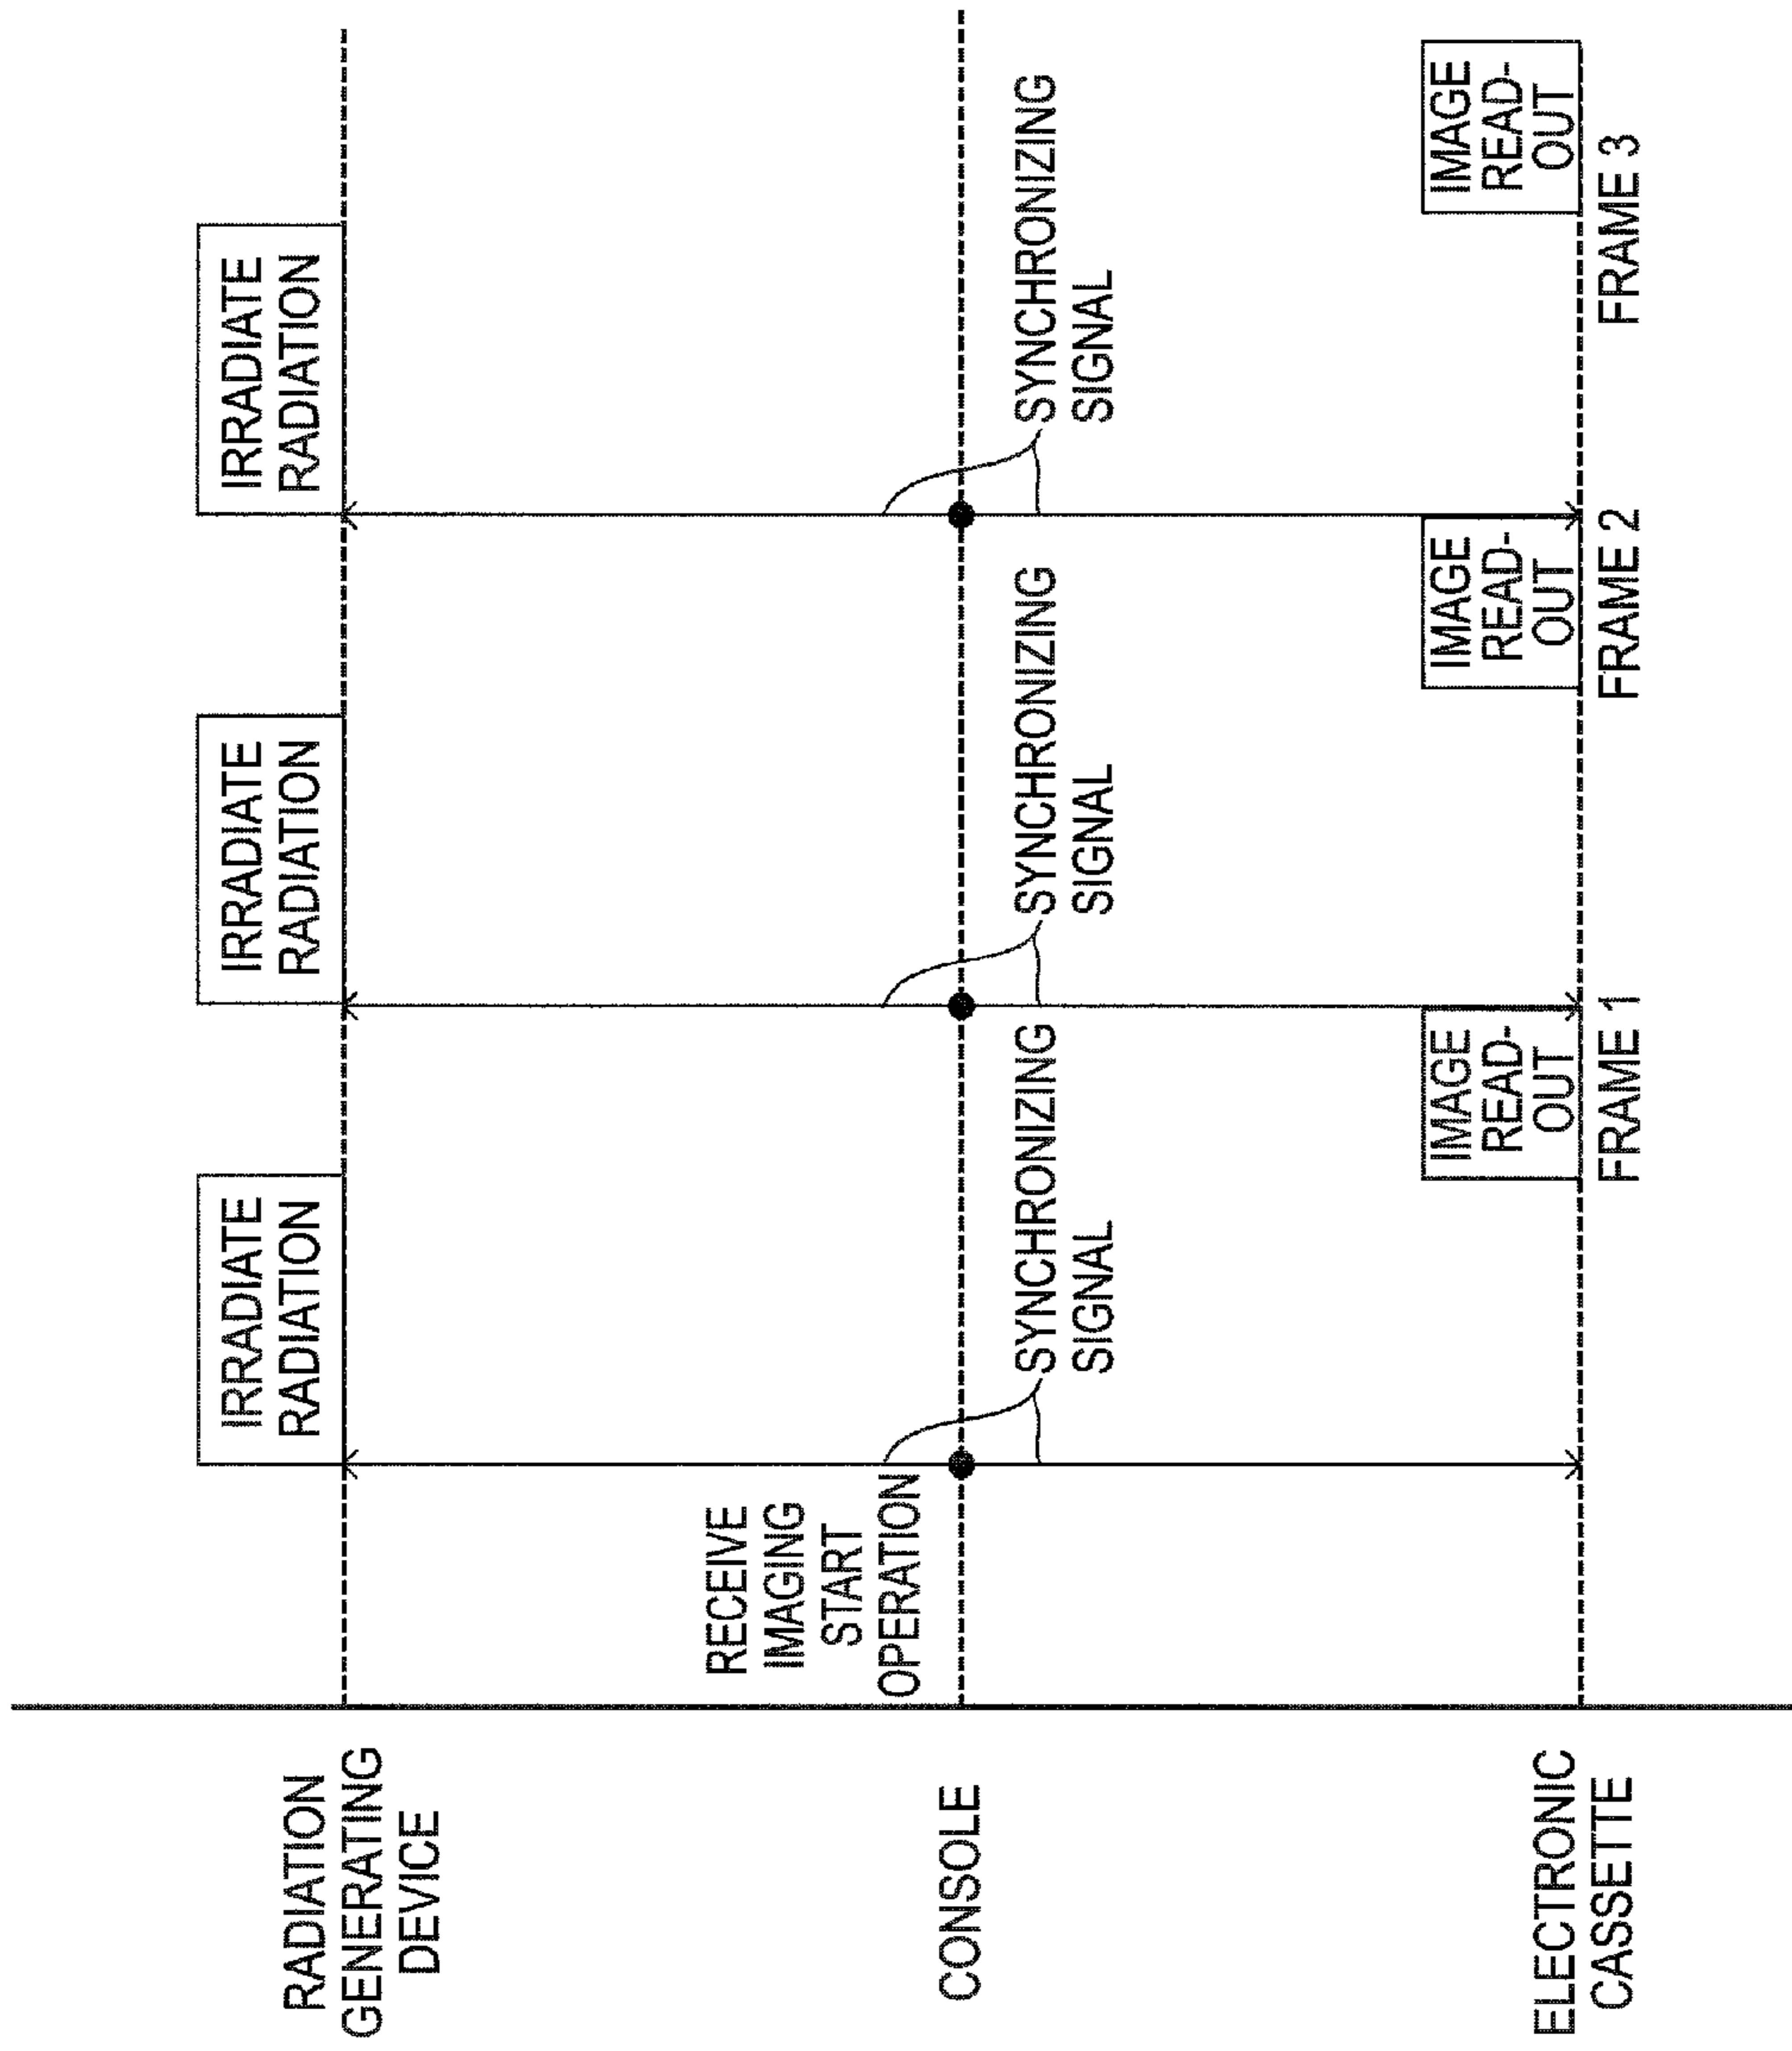 RADIATION
GENERATING
DEVICE
IRRADIATE
RADIATION
IRRADIATE
RADIATION
IRRADIATE
RADIATION
CONSOLE
RECEIVE
IMAGING
START
OPERATION
SYNCHRONIZING
SIGNAL
SYNCHRONIZING
SIGNAL
SYNCHRONIZING
SIGNAL
ELECTRONIC
CASSETTE
IMAGE
READ-
OUT
FRAME 1
IMAGE
READ-
OUT
FRAME 2
IMAGE
READ-
OUT
FRAME 3